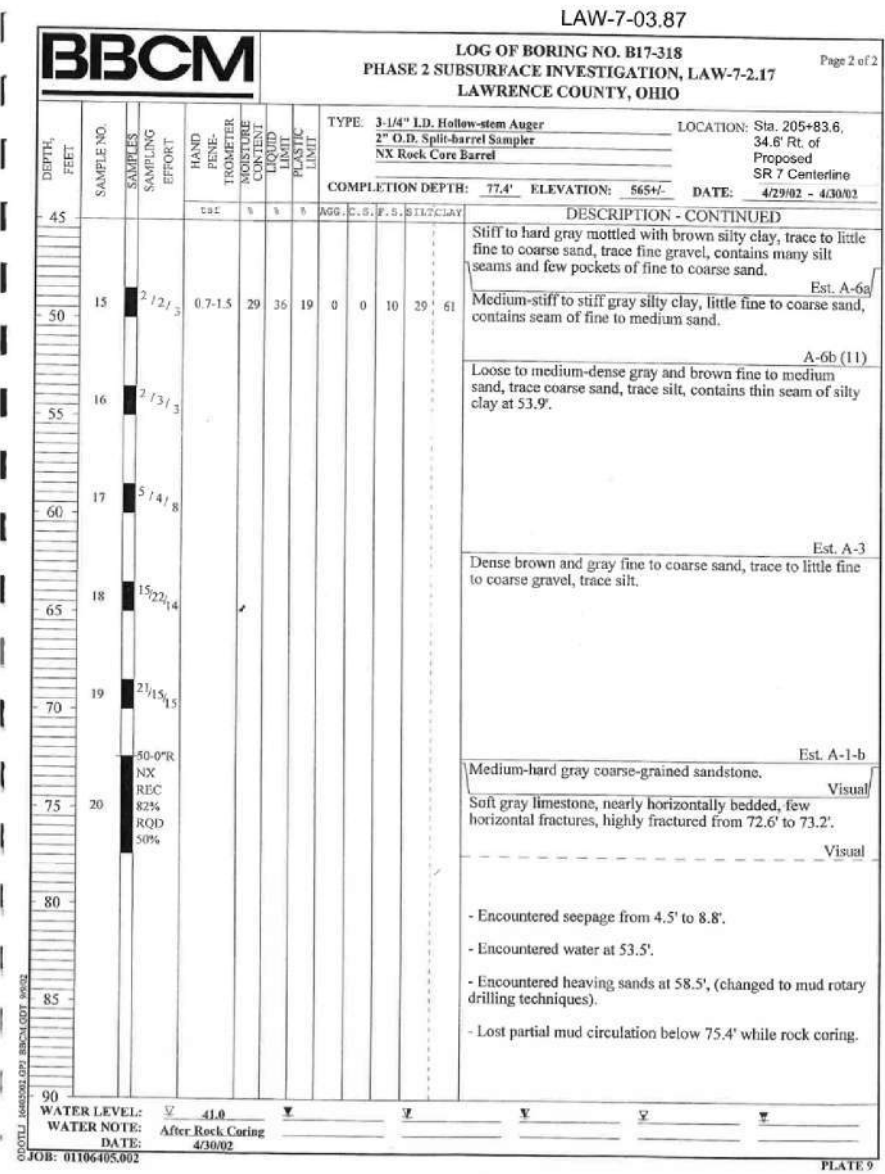 LAW-7-03.87
BBCM
LOG OF BORING NO. B17-318
PHASE 2 SUBSURFACE INVESTIGATION, LAW-7-2.17
LAWRENCE COUNTY, OHIO
Page 2 of 2
DEPTH, FEET
SAMPLE NO.
SAMPLES
SAMPLING EFFORT
HAND PENE-TROMETER
MOISTURE CONTENT
LIQUID LIMIT
PLASTIC LIMIT
TYPE: 3-1/4" I.D. Hollow-stem Auger
2" O.D. Split-barrel Sampler
NX Rock Core Barrel
LOCATION: Sta. 205+83.6,
34.6' Rt. of
Proposed
SR 7 Centerline
COMPLETION DEPTH: 77.4' ELEVATION: 565+/- DATE: 4/29/02 - 4/30/02
45 tsf % % % AGG. C.S. F.S. SILT CLAY DESCRIPTION - CONTINUED
Stiff to hard gray mottled with brown silty clay, trace to little
fine to coarse sand, trace fine gravel, contains many silt
seams and few pockets of fine to coarse sand.
Est. A-6a
15 2/2/3 0.7-1.5 29 36 19 0 0 10 29 61 Medium-stiff to stiff gray silty clay, little fine to coarse sand,
50 contains seam of fine to medium sand.
A-6b (11)
Loose to medium-dense gray and brown fine to medium
sand, trace coarse sand, trace silt, contains thin seam of silty
16 2/3/3 clay at 53.9'.
55
17 5/4/8
60
Est. A-3
Dense brown and gray fine to coarse sand, trace to little fine
to coarse gravel, trace silt.
18 15/22/14
65
19 21/15/15
70
Est. A-1-b
50-0"R
Medium-hard gray coarse-grained sandstone.
NX
Visual
REC
75 20 82% Soft gray limestone, nearly horizontally bedded, few
RQD horizontal fractures, highly fractured from 72.6' to 73.2'.
50%
Visual
80
- Encountered seepage from 4.5' to 8.8'.
- Encountered water at 53.5'.
- Encountered heaving sands at 58.5', (changed to mud rotary
85 drilling techniques).
- Lost partial mud circulation below 75.4' while rock coring.
90
WATER LEVEL: 41.0
WATER NOTE: After Rock Coring
DATE: 4/30/02
JOB: 01106405.002
PLATE 9